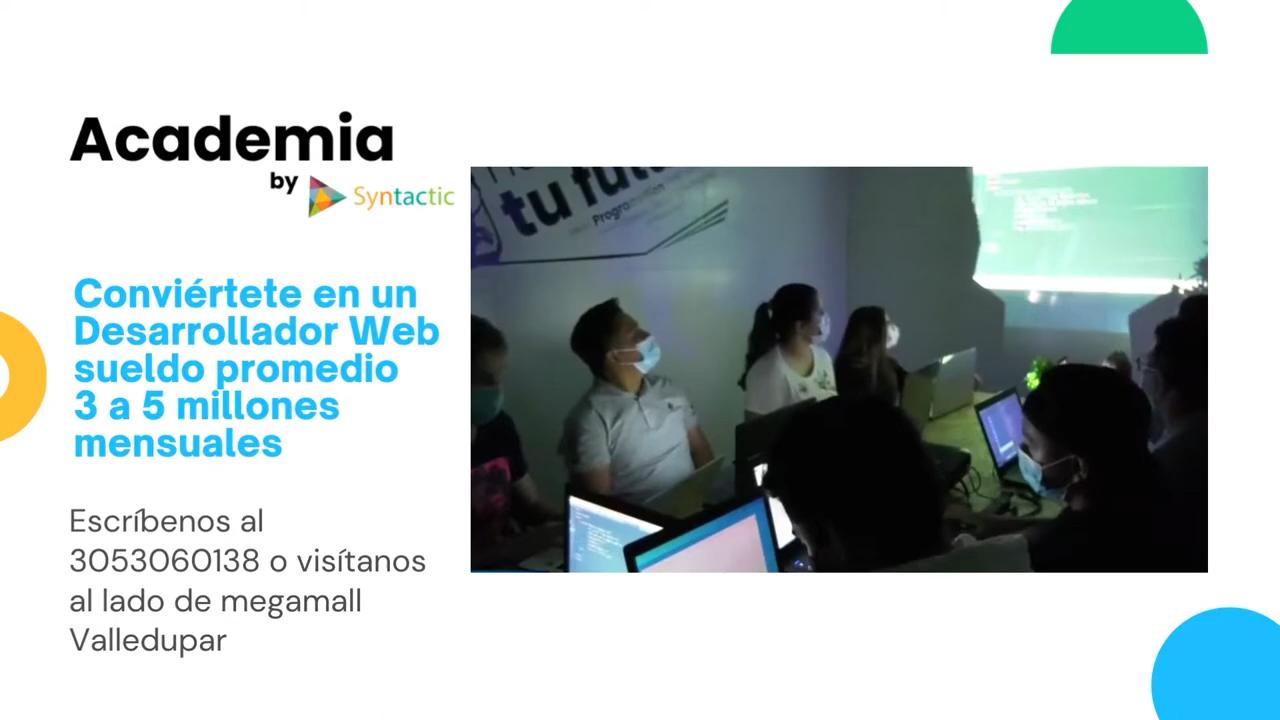 Academia
by Syntactic
Conviértete en un
Desarrollador Web
sueldo promedio
3 a 5 millones
mensuales
Escríbenos al
3053060138 o visítanos
al lado de megamall
Valledupar
tu